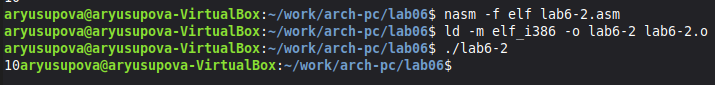 aryusupova@aryusupova-VirtualBox:~/work/arch-pc/lab06$ nasm -f elf lab6-2.asm
aryusupova@aryusupova-VirtualBox:~/work/arch-pc/lab06$ ld -m elf_i386 -o lab6-2 lab6-2.o
aryusupova@aryusupova-VirtualBox:~/work/arch-pc/lab06$ ./lab6-2
10aryusupova@aryusupova-VirtualBox:~/work/arch-pc/lab06$